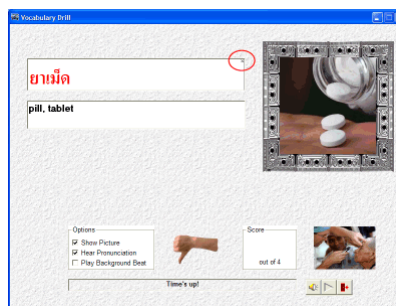 Vocabulary Drill
ยาเม็ด
pill, tablet
Options
Show Picture
Hear Pronunciation
Play Background Beat
Score
out of 4
Time's up!